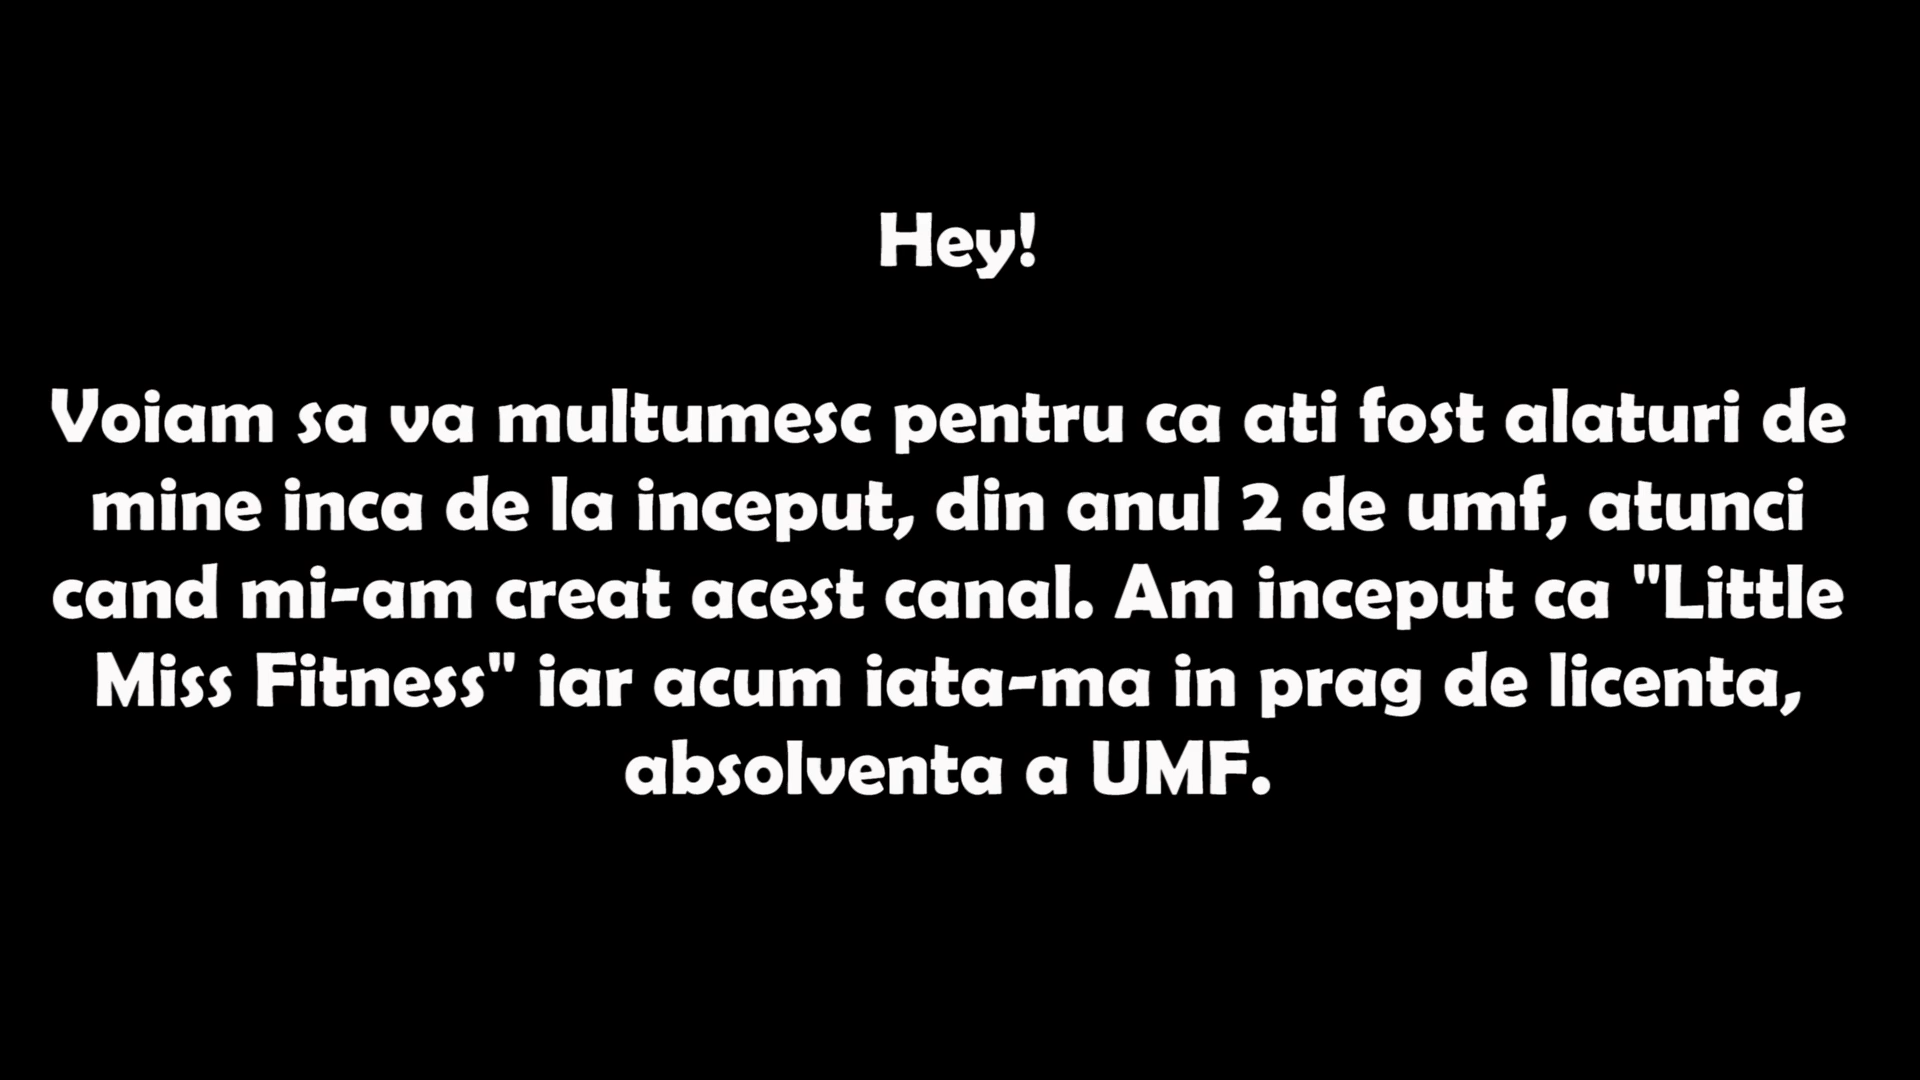 Hey!
Voiam sa va multumesc pentru ca ati fost alaturi de
mine inca de la inceput, din anul 2 de umf, atunci
cand mi-am creat acest canal. Am inceput ca "Little
Miss Fitness" iar acum iata-ma in prag de licenta,
absolventa a UMF.